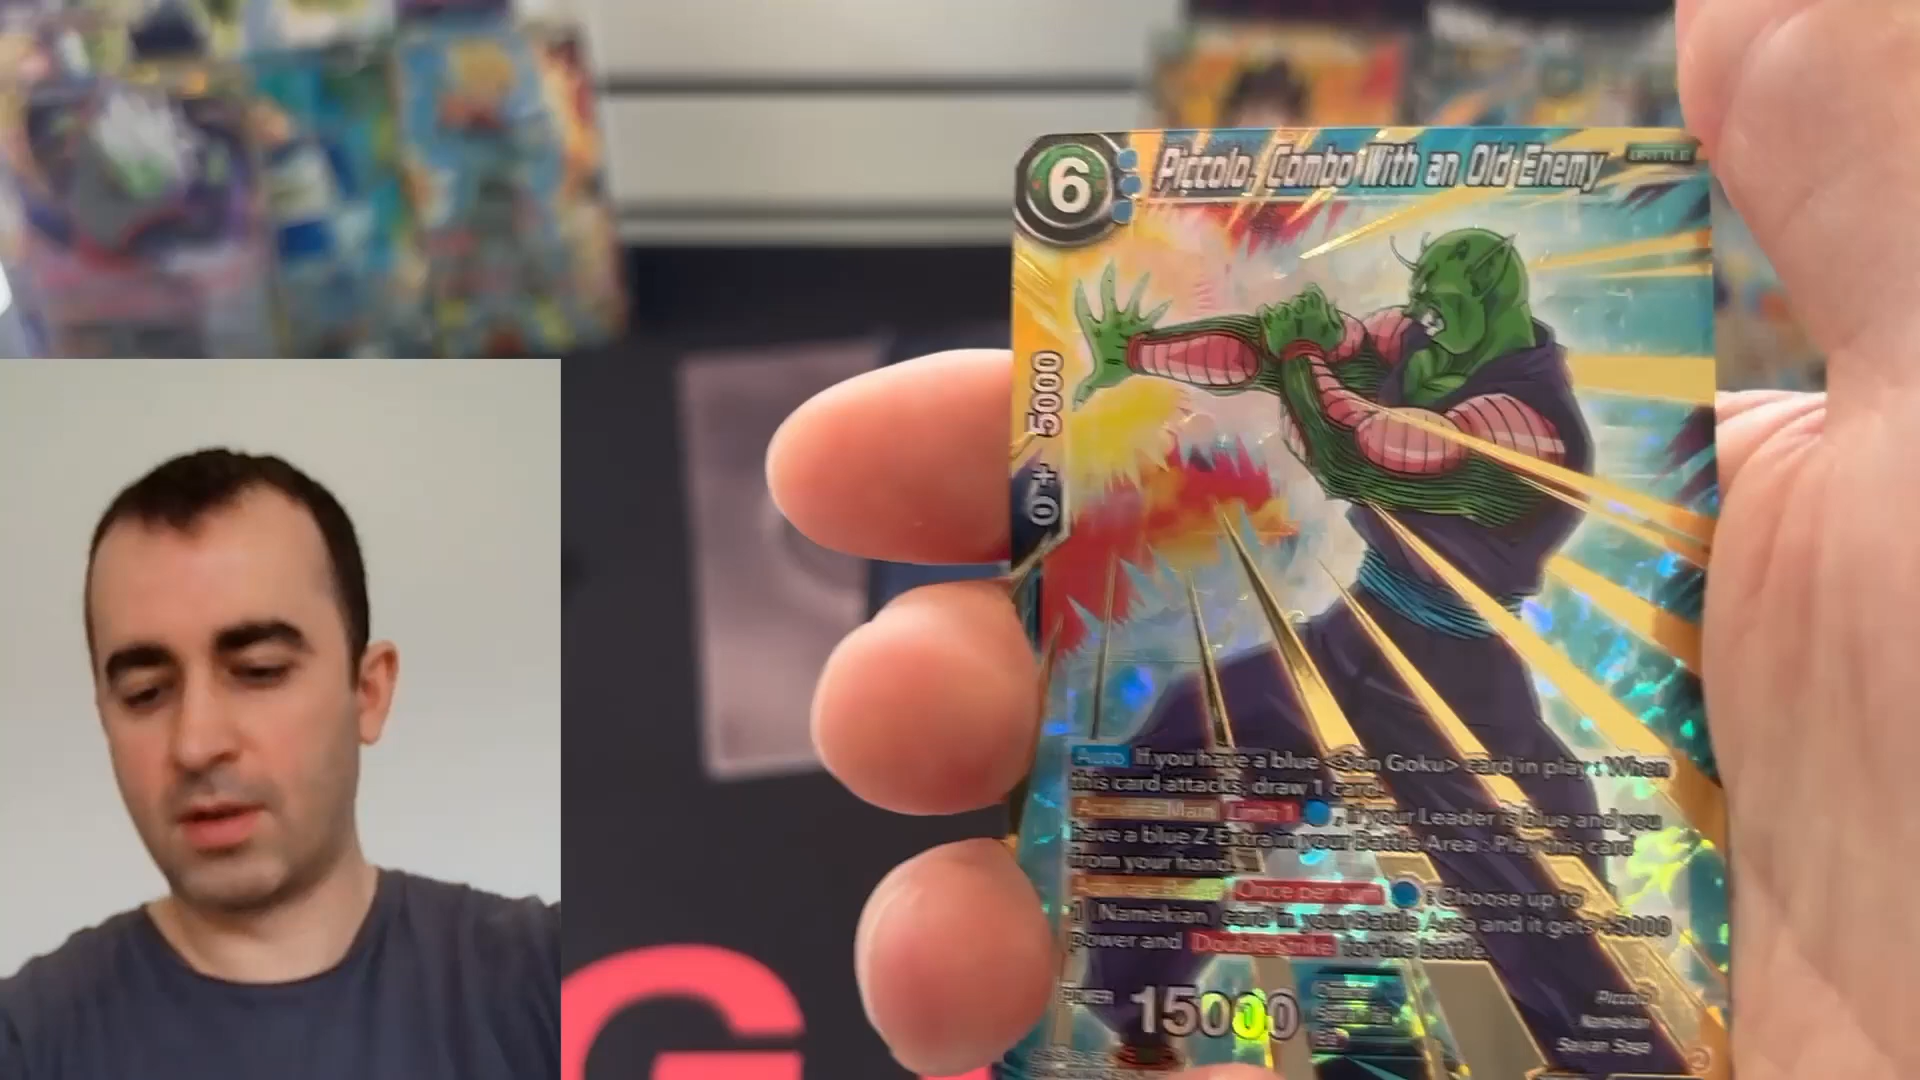 6
Piccolo, Combo With an Old Enemy
BATTLE
0 + 5000
Auto If you have a blue <Son Goku> card in play : When
this card attacks, draw 1 card.
Activate Main Limit 1 , If your Leader is blue and you
have a blue Z-Extra in your Battle Area : Play this card
from your hand.
Once per turn : Choose up to
1 Namekian card in your Battle Area and it gets +5000
power and Double Strike for the battle.
POWER 15000
Piccolo
Namekian
Saiyan Saga
G